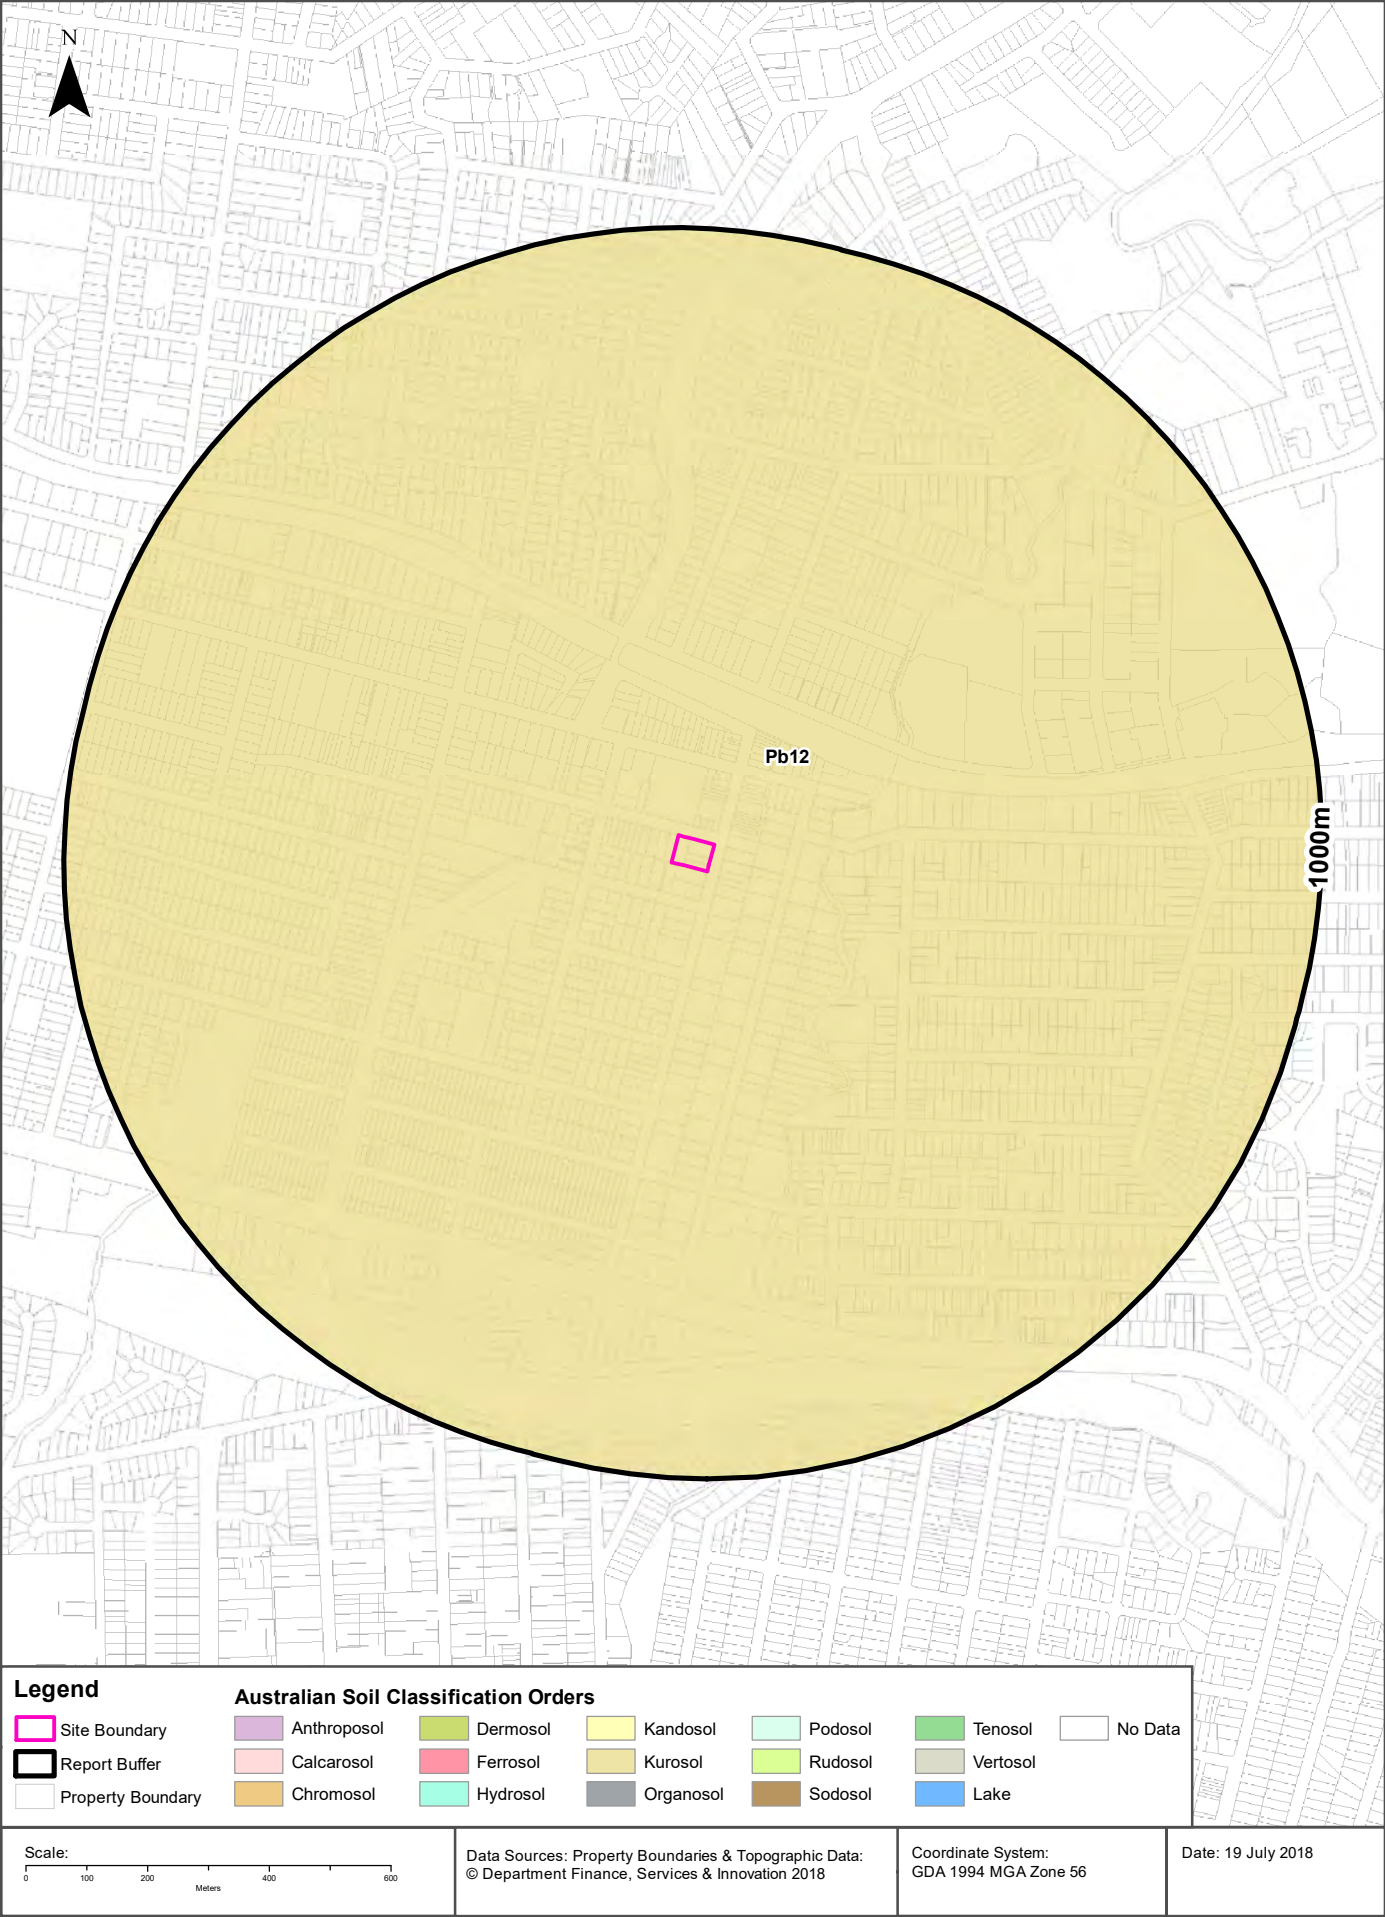 N
Pb12
1000m
Legend
Site Boundary
Report Buffer
Property Boundary
Australian Soil Classification Orders
Anthroposol
Calcarosol
Chromosol
Dermosol
Ferrosol
Hydrosol
Kandosol
Kurosol
Organosol
Podosol
Rudosol
Sodosol
Tenosol
Vertosol
Lake
No Data
Scale:
0 100 200 400 600
Meters
Data Sources: Property Boundaries & Topographic Data:
© Department Finance, Services & Innovation 2018
Coordinate System:
GDA 1994 MGA Zone 56
Date: 19 July 2018